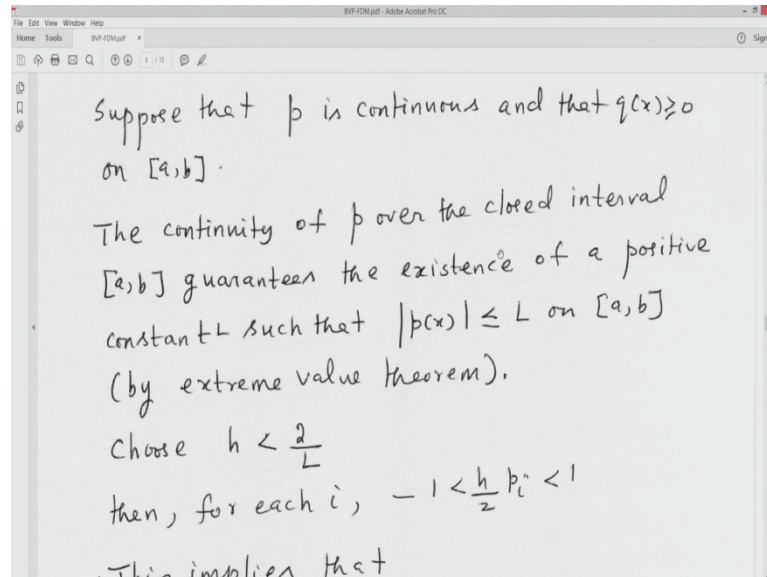 BVP-FDM.pdf - Adobe Acrobat Pro DC
File Edit View Window Help
Home Tools BVP-FDM.pdf × Sign
Suppose that p is continuous and that q(x)≥0
on [a,b].
The continuity of p over the closed interval
[a,b] guarantees the existence of a positive
constant L such that |p(x)| ≤ L on [a,b]
(by extreme value theorem).
Choose h < 2/L
then, for each i, -1 < h/2 p_i < 1
This implies that